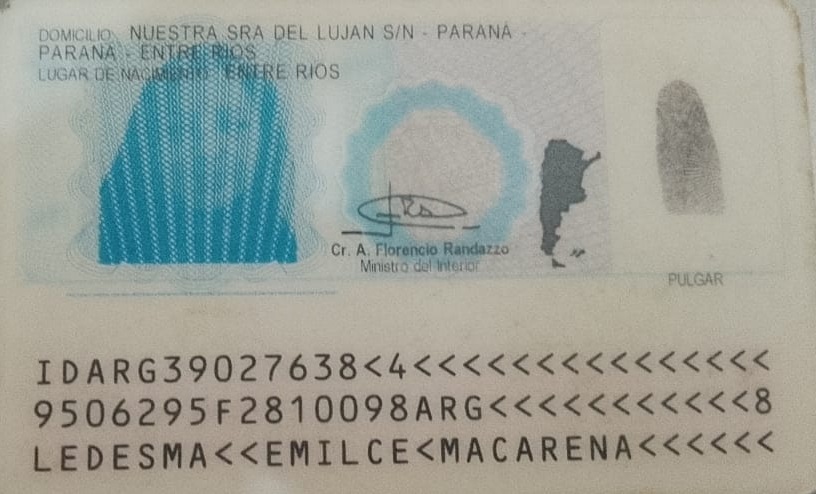 DOMICILIO: NUESTRA SRA DEL LUJAN S/N - PARANÁ -
PARANÁ - ENTRE RIOS
LUGAR DE NACIMIENTO: ENTRE RIOS
Cr. A. Florencio Randazzo
Ministro del Interior
PULGAR
IDARG39027638<4<<<<<<<<<<<<<<<
9506295F2810098ARG<<<<<<<<<<<8
LEDESMA<<EMILCE<MACARENA<<<<<<